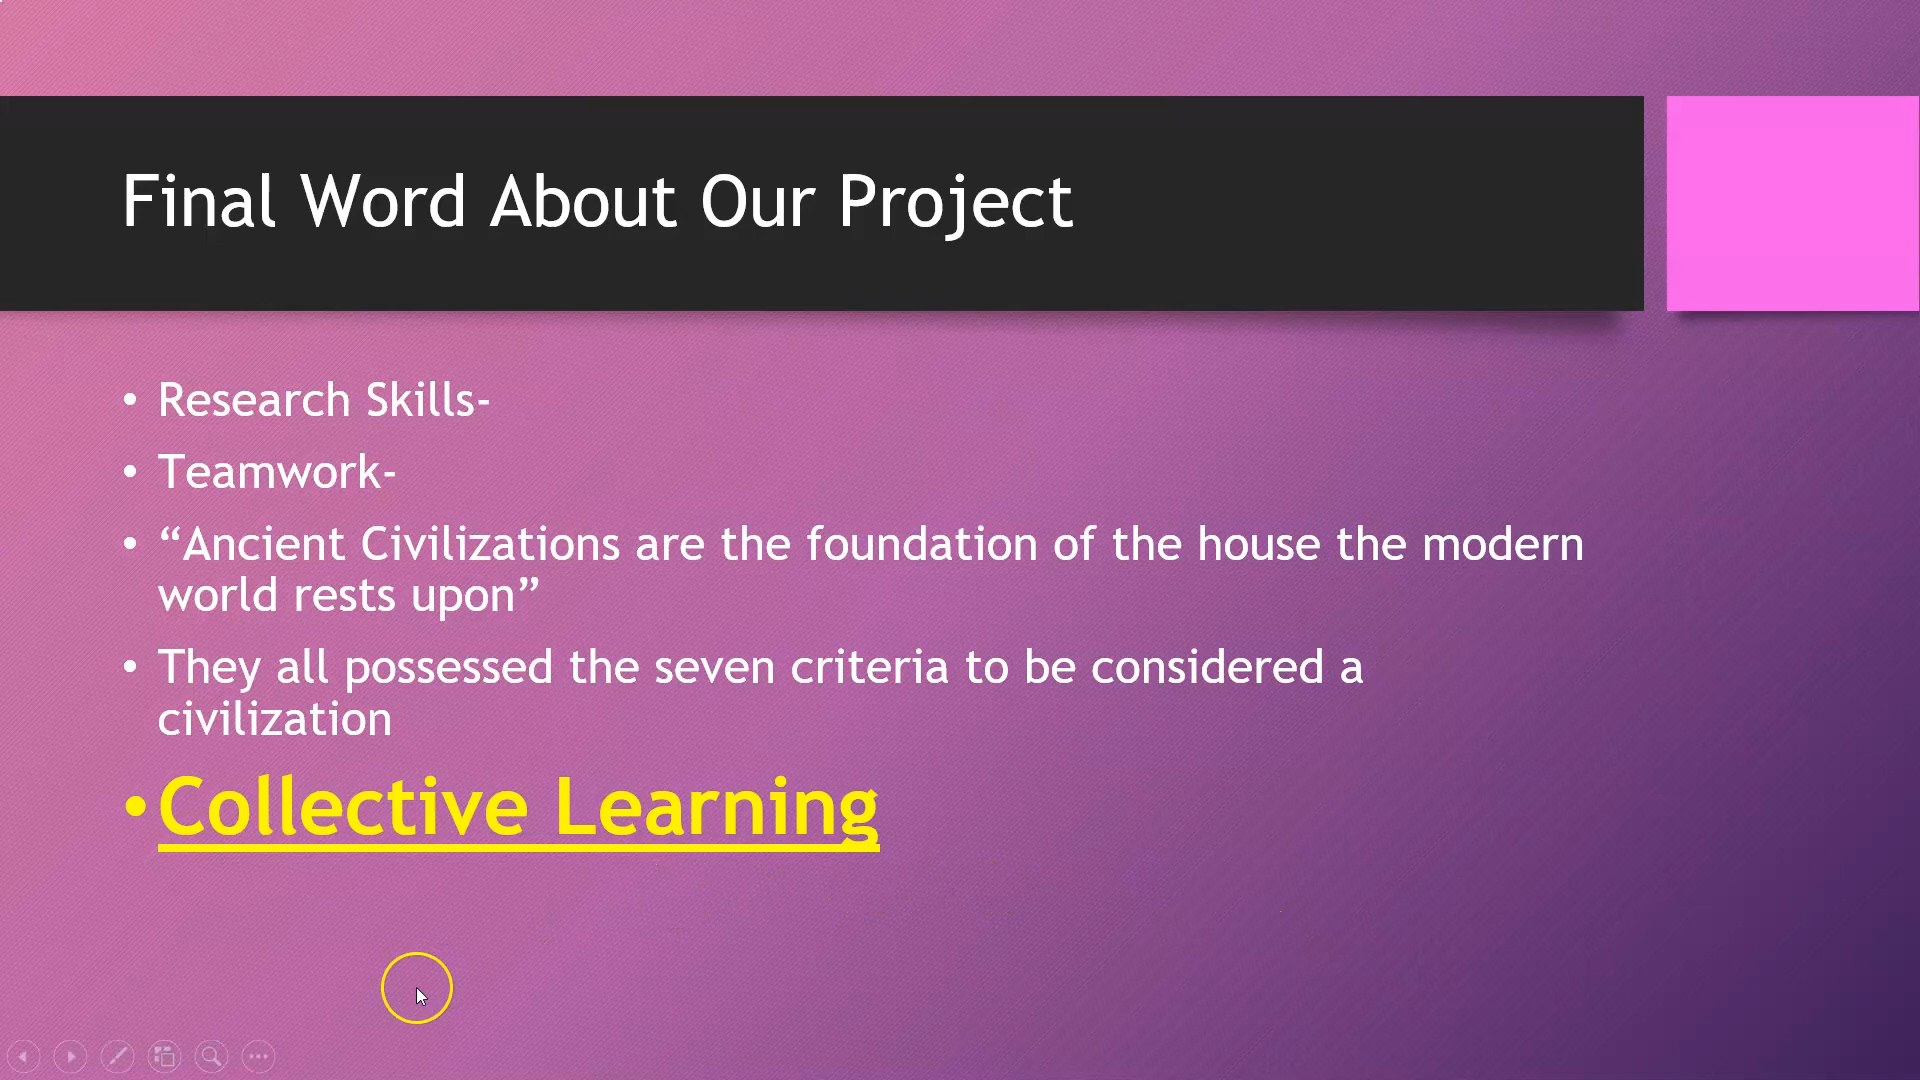 Final Word About Our Project
• Research Skills-
• Teamwork-
• “Ancient Civilizations are the foundation of the house the modern
world rests upon”
• They all possessed the seven criteria to be considered a
civilization
• Collective Learning